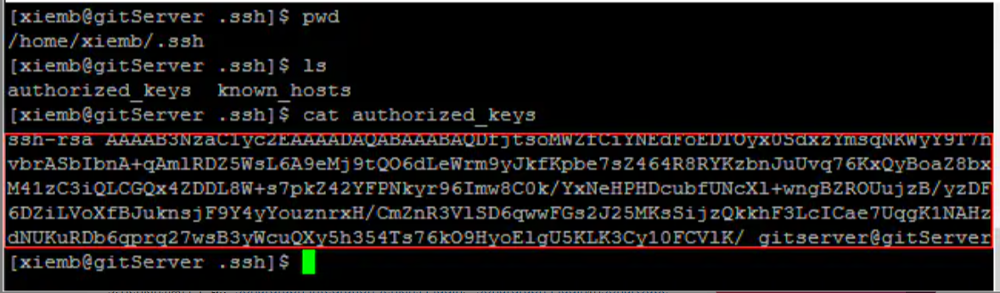 [xiemb@gitServer .ssh]$ pwd
/home/xiemb/.ssh
[xiemb@gitServer .ssh]$ ls
authorized_keys  known_hosts
[xiemb@gitServer .ssh]$ cat authorized_keys
ssh-rsa AAAAB3NzaC1yc2EAAAADAQABAAABAQDfjtsoMWZfCiYNEdFoEDTOyx0SdxzYmsqNKWyY9T7h
vbrASbIbnA+qAmlRDZ5WsL6A9eMj9tQO6dLeWrm9yJkfKpbe7sZ464R8RYKzbnJuUvq76KxQyBoaZ8bx
M41zC3iQLCGQx4ZDDL8W+s7pkZ42YFPNkyr96Imw8C0k/YxNeHPHDcubfUNcXl+wngBZROUujzB/yzDF
6DZiLVoXfBJuknsjF9Y4yYouznrxH/CmZnR3VlSD6qwwFGs2J25MKsSijzQkkhF3LcICae7UqgK1NAHz
dNUKuRDb6qprq27wsB3yWcuQXy5h354Ts76kO9HyoElgU5KLK3Cy10FCVlK/ gitserver@gitServer
[xiemb@gitServer .ssh]$